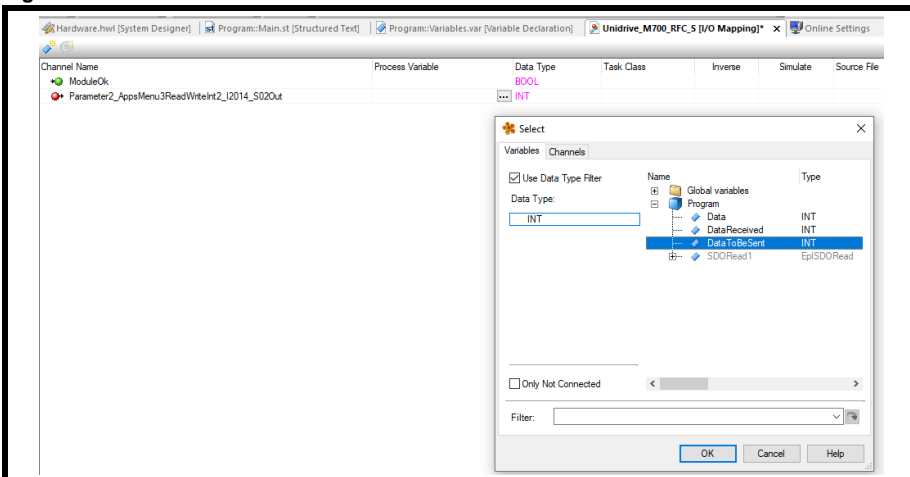 Hardware.hwl [System Designer] Program::Main.st [Structured Text] Program::Variables.var [Variable Declaration] Unidrive_M700_RFC_S [I/O Mapping]* x Online Settings
Channel Name Process Variable Data Type Task Class Inverse Simulate Source File
ModuleOk BOOL
Parameter2_AppsMenu3ReadWriteInt2_I2014_S02Out ... INT
Select
Variables Channels
Use Data Type Filter
Data Type:
INT
Name Type
Global variables
Program
Data INT
DataReceived INT
DataToBeSent INT
SDORead1 EplSDORead
Only Not Connected
Filter:
OK Cancel Help